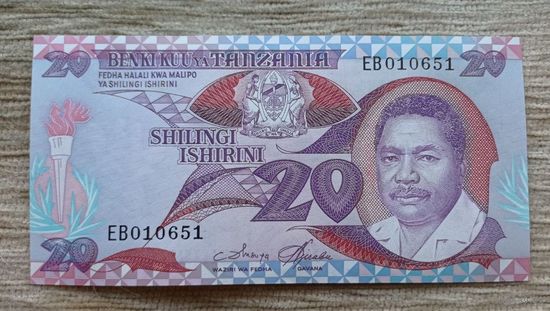 20 BENKI KUU YA TANZANIA EB010651 20
FEDHA HALALI KWA MALIPO
YA SHILINGI ISHIRINI
SHILINGI
ISHIRINI
20
EB010651
20
WAZIRI WA FEDHA GAVANA